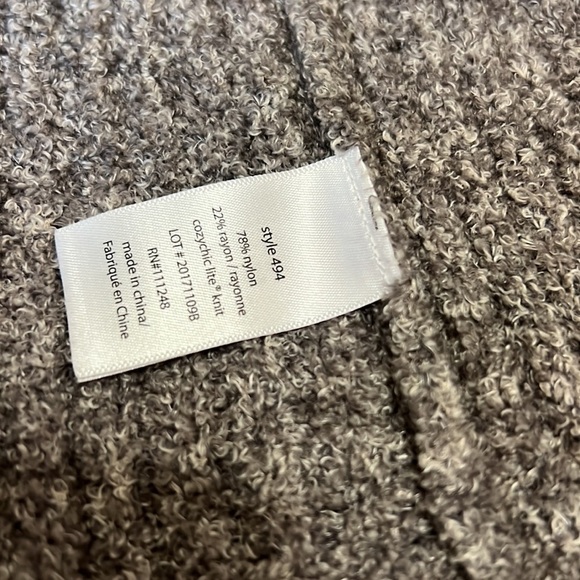 style 494
78% nylon
22% rayon / rayonne
cozychic lite® knit
LOT # 20171109B
RN#111248
made in china/
Fabriqué en Chine